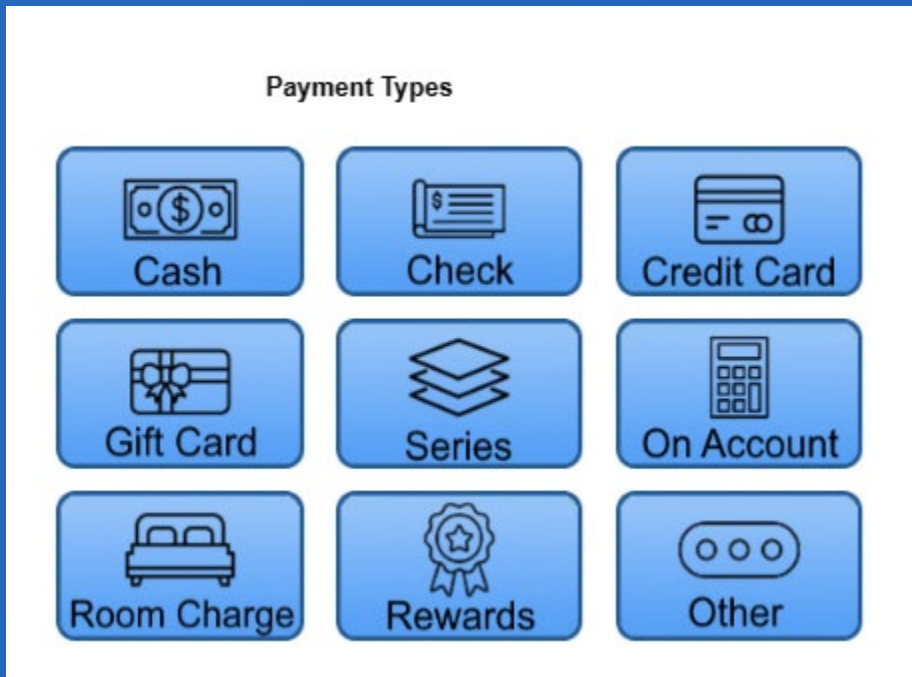 Payment Types
$
Cash
$
Check
Credit Card
Gift Card
Series
On Account
Room Charge
Rewards
Other